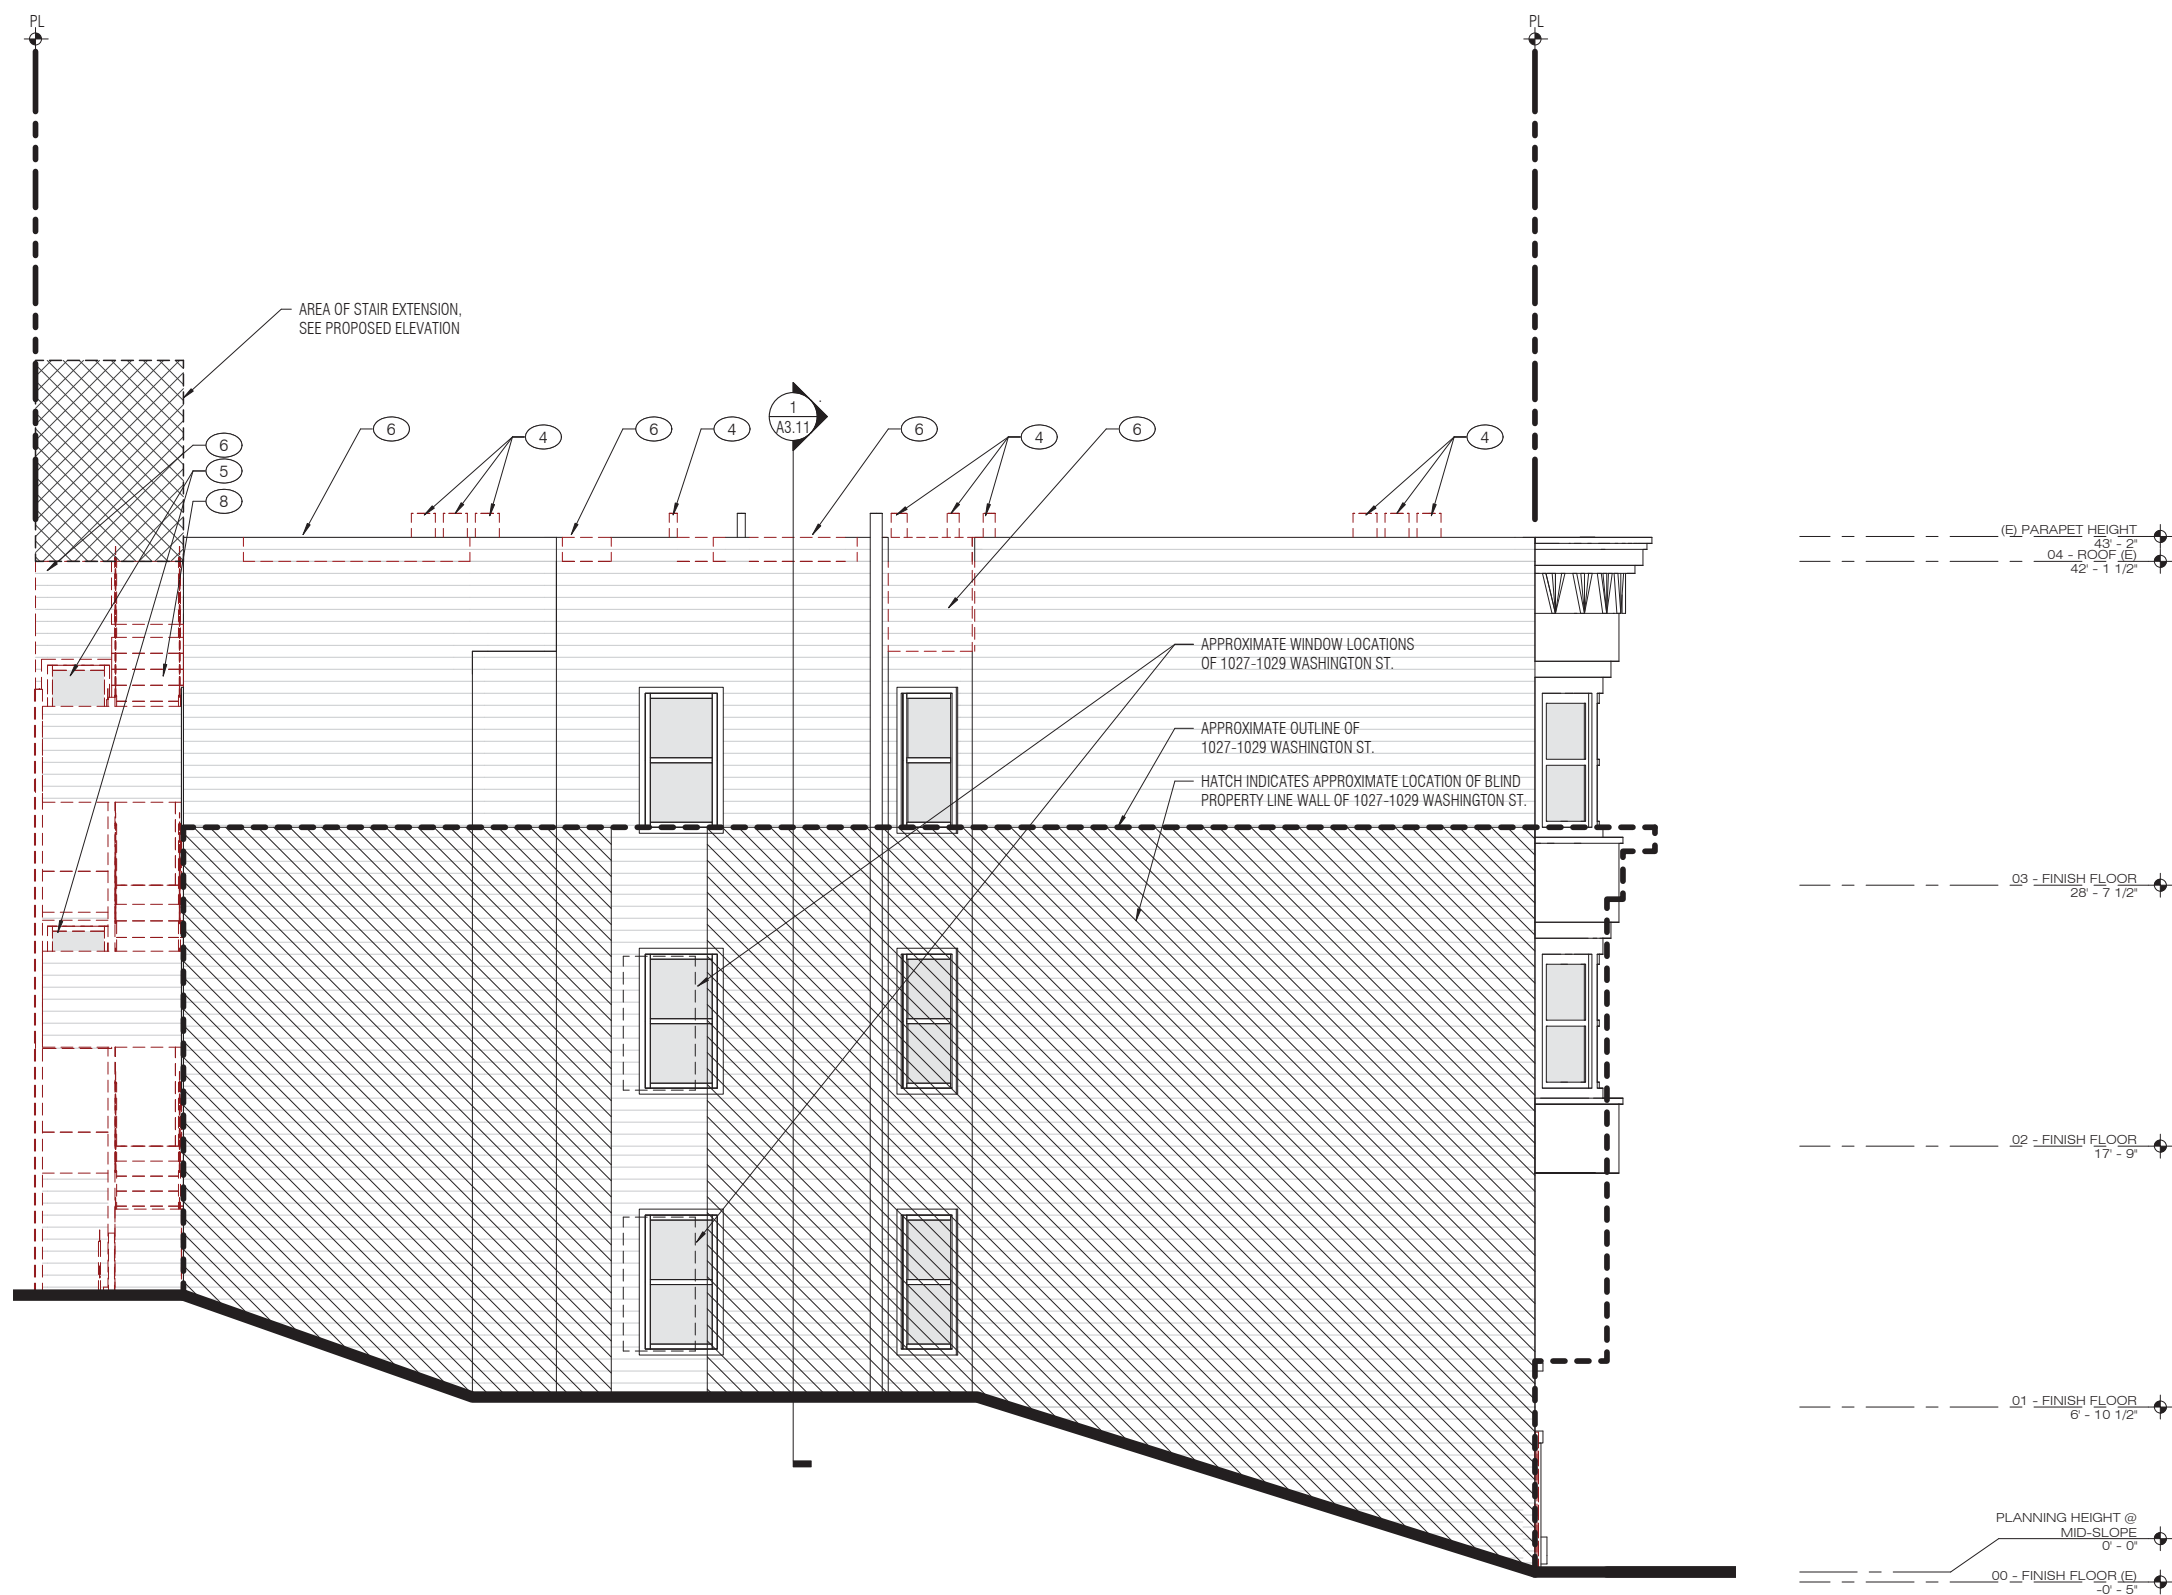 PL
PL
AREA OF STAIR EXTENSION,
SEE PROPOSED ELEVATION
6
5
8
6
4
6
4
1
A3.11
6
4
6
4
(E) PARAPET HEIGHT
43' - 2"
04 - ROOF (E)
42' - 1 1/2"
APPROXIMATE WINDOW LOCATIONS
OF 1027-1029 WASHINGTON ST.
APPROXIMATE OUTLINE OF
1027-1029 WASHINGTON ST.
HATCH INDICATES APPROXIMATE LOCATION OF BLIND
PROPERTY LINE WALL OF 1027-1029 WASHINGTON ST.
03 - FINISH FLOOR
28' - 7 1/2"
02 - FINISH FLOOR
17' - 9"
01 - FINISH FLOOR
6' - 10 1/2"
PLANNING HEIGHT @
MID-SLOPE
0' - 0"
00 - FINISH FLOOR (E)
-0' - 5"